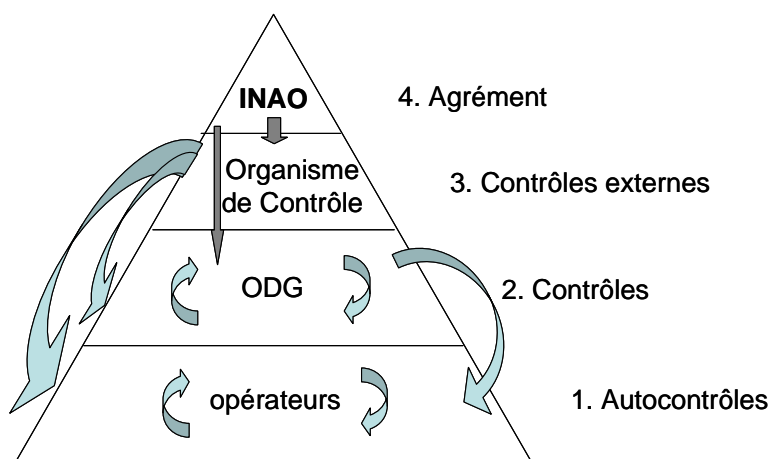 INAO
4. Agrément
Organisme
de Contrôle
3. Contrôles externes
ODG
2. Contrôles
opérateurs
1. Autocontrôles